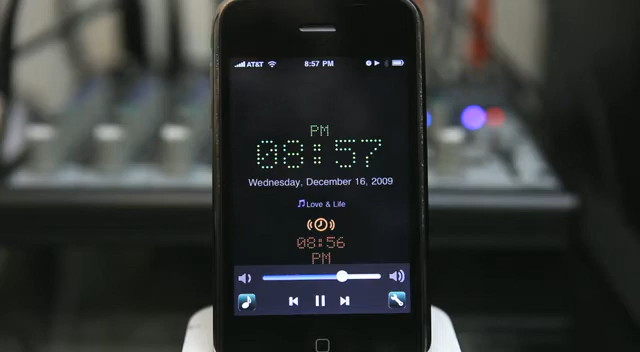 AT&T 8:57 PM
PM
08:57
Wednesday, December 16, 2009
Love & Life
08:56
PM